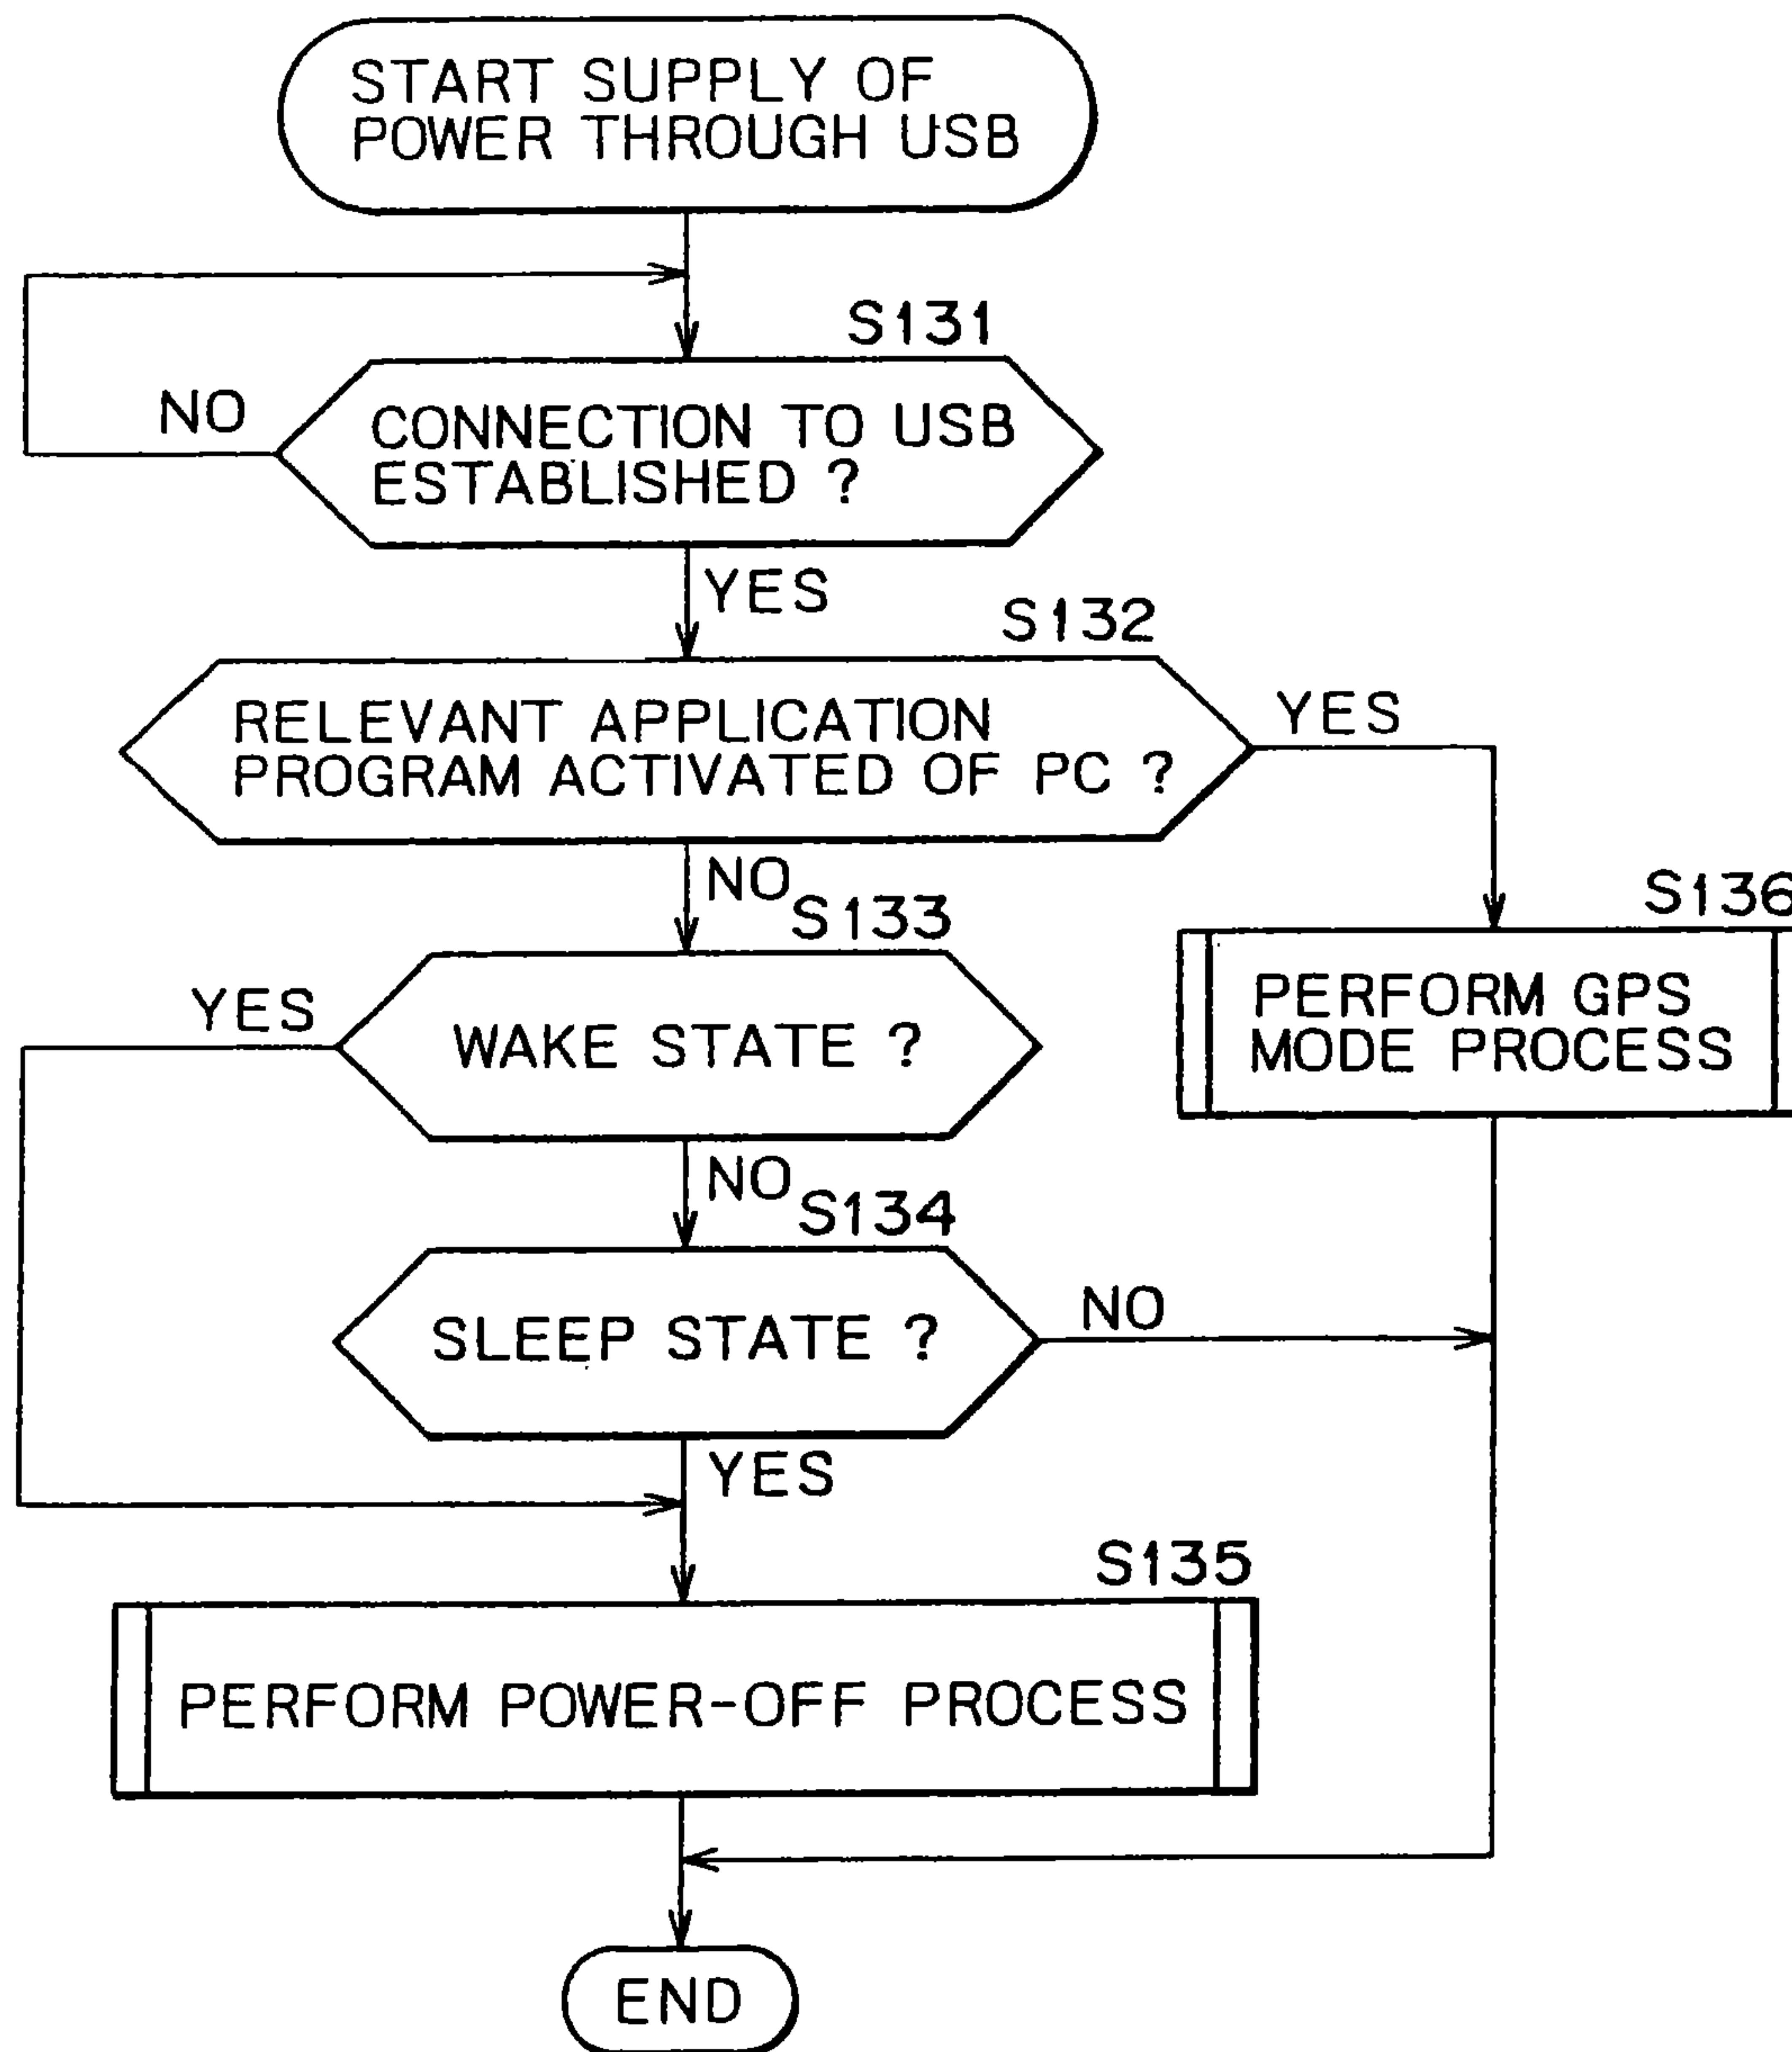 START SUPPLY OF
POWER THROUGH USB
S131
NO
CONNECTION TO USB
ESTABLISHED ?
YES
S132
RELEVANT APPLICATION
PROGRAM ACTIVATED OF PC ?
YES
NO
S133
S136
YES
WAKE STATE ?
PERFORM GPS
MODE PROCESS
NO
S134
SLEEP STATE ?
NO
YES
S135
PERFORM POWER-OFF PROCESS
END